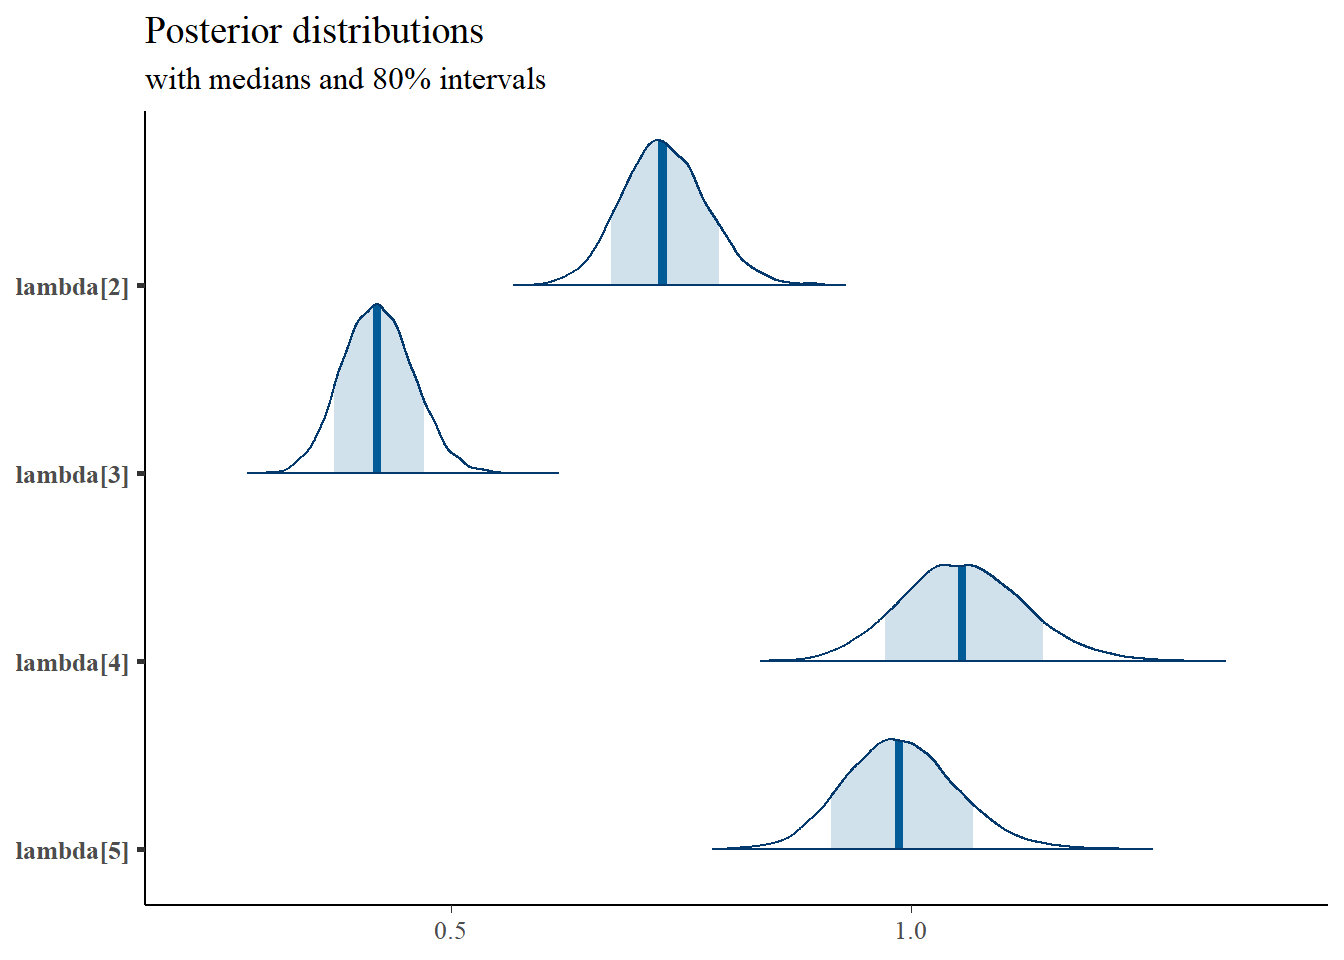 Posterior distributions
with medians and 80% intervals
lambda[2]
lambda[3]
lambda[4]
lambda[5]
0.5 1.0